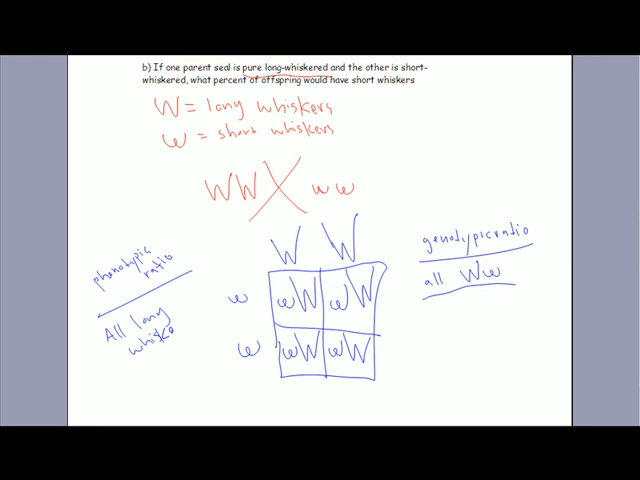 b) If one parent seal is pure long-whiskered and the other is short-
whiskered, what percent of offspring would have short whiskers
W = long whiskers
w = short whiskers
WW X ww
W W
w wW wW
w wW wW
genotypic ratio
all Ww
phenotypic
ratio
All long
whiske